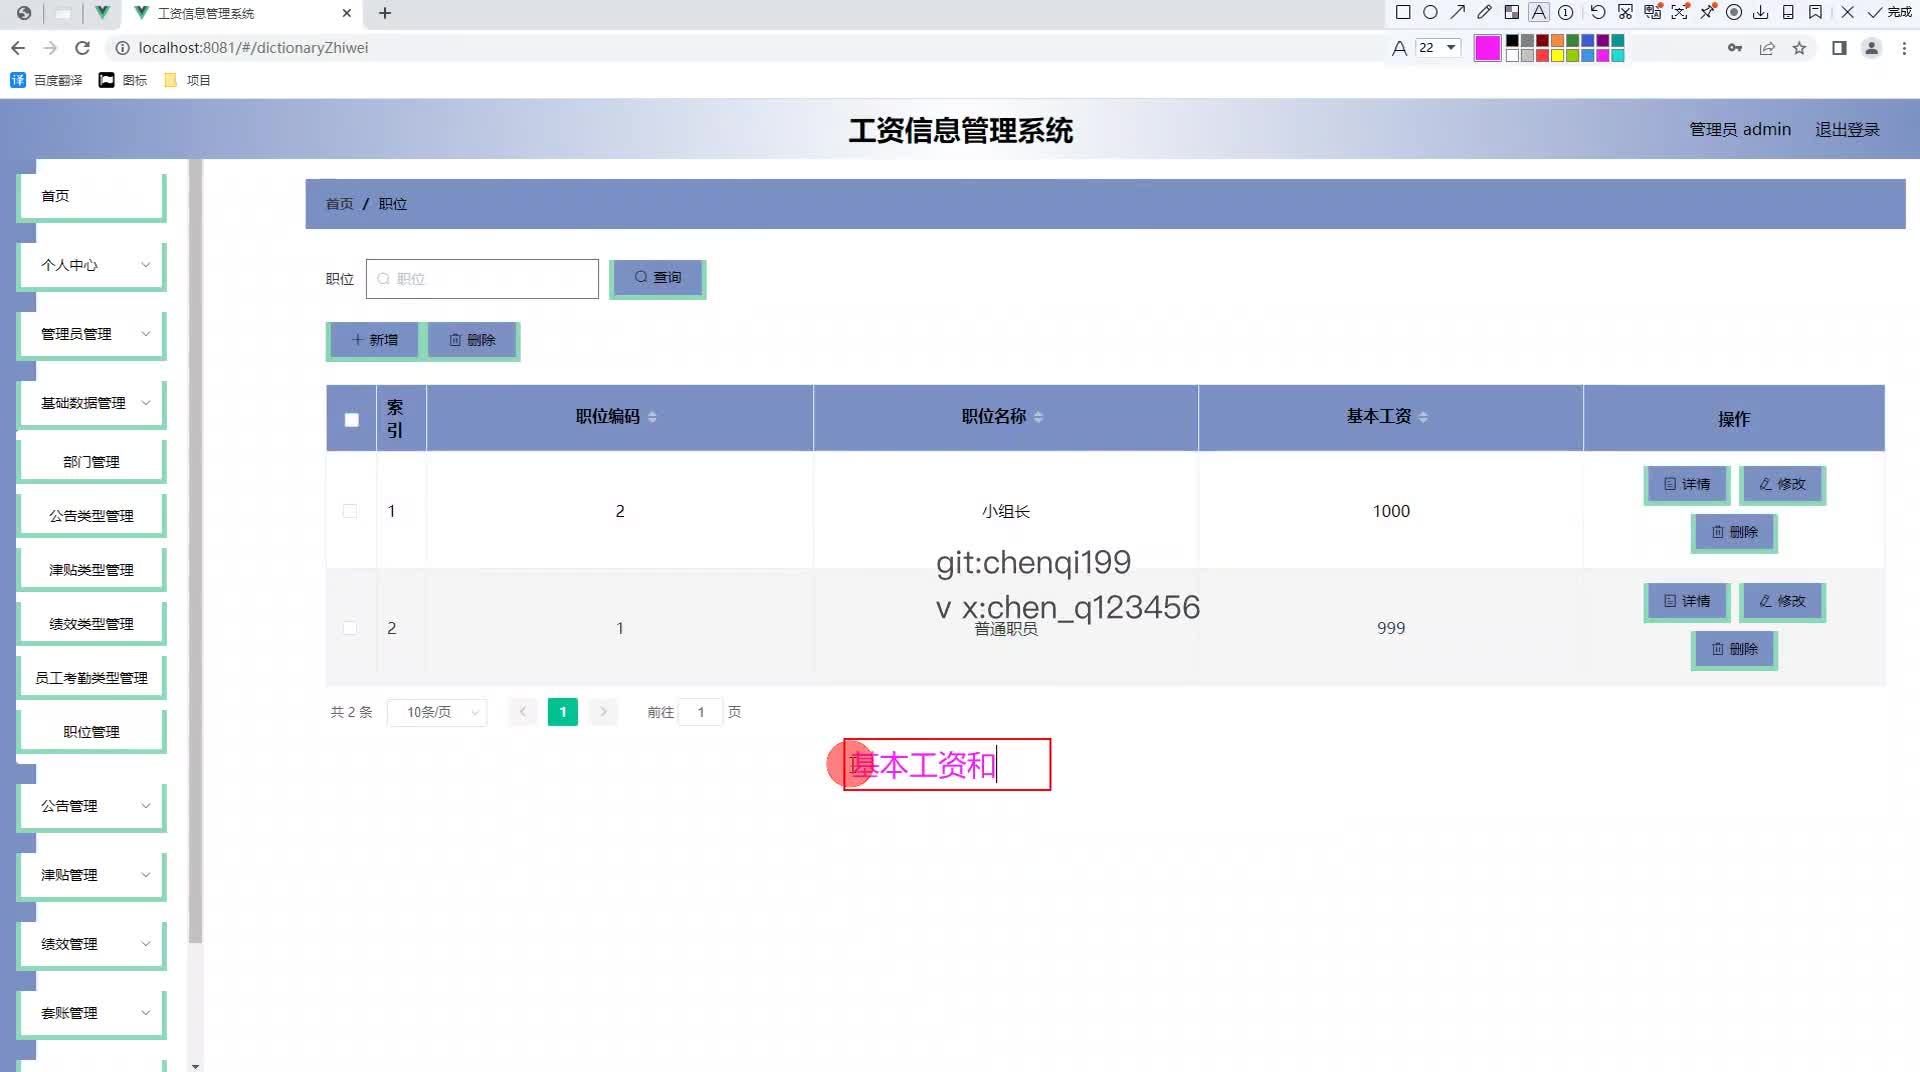 工资信息管理系统
完成
localhost:8081/#/dictionaryZhiwei
22
百度翻译
图标
项目
工资信息管理系统
管理员 admin
退出登录
首页
个人中心
管理员管理
基础数据管理
部门管理
公告类型管理
津贴类型管理
绩效类型管理
员工考勤类型管理
职位管理
公告管理
津贴管理
绩效管理
套账管理
首页 / 职位
职位
职位
查询
新增
删除
索引
职位编码
职位名称
基本工资
操作
1
2
小组长
1000
详情
修改
删除
2
1
普通职员
999
详情
修改
删除
git:chenqi199
v x:chen_q123456
共 2 条
10条/页
1
前往
1
页
基本工资和